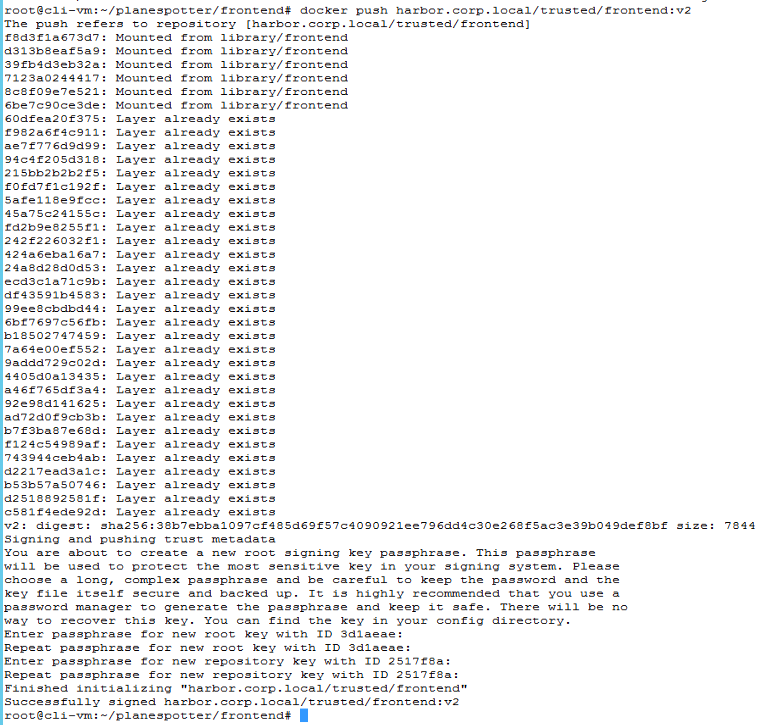 root@cli-vm:~/planespotter/frontend# docker push harbor.corp.local/trusted/frontend:v2
The push refers to repository [harbor.corp.local/trusted/frontend]
f8d3f1a673d7: Mounted from library/frontend
d313b8eaf5a9: Mounted from library/frontend
39fb4d3eb32a: Mounted from library/frontend
7123a0244417: Mounted from library/frontend
8c8f09e7e521: Mounted from library/frontend
6be7c90ce3de: Mounted from library/frontend
60dfea20f375: Layer already exists
f982a6f4c911: Layer already exists
ae7f776d9d99: Layer already exists
94c4f205d318: Layer already exists
215bb2b2b2f5: Layer already exists
f0fd7f1c192f: Layer already exists
5afe118e9fcc: Layer already exists
45a75c24155c: Layer already exists
fd2b9e8255f1: Layer already exists
242f226032f1: Layer already exists
424a6eba16a7: Layer already exists
24a8d28d0d53: Layer already exists
ecd3c1a71c9b: Layer already exists
df43591b4583: Layer already exists
99ee8cbdbd44: Layer already exists
6bf7697c56fb: Layer already exists
b18502747459: Layer already exists
7a64e00ef552: Layer already exists
9addd729c02d: Layer already exists
4405d0a13435: Layer already exists
a46f765df3a4: Layer already exists
92e98d141625: Layer already exists
ad72d0f9cb3b: Layer already exists
b7f3ba87e68d: Layer already exists
f124c54989af: Layer already exists
743944ceb4ab: Layer already exists
d2217ead3a1c: Layer already exists
b53b57a50746: Layer already exists
d2518892581f: Layer already exists
c581f4ede92d: Layer already exists
v2: digest: sha256:38b7ebba1097cf485d69f57c4090921ee796dd4c30e268f5ac3e39b049def8bf size: 7844
Signing and pushing trust metadata
You are about to create a new root signing key passphrase. This passphrase
will be used to protect the most sensitive key in your signing system. Please
choose a long, complex passphrase and be careful to keep the password and the
key file itself secure and backed up. It is highly recommended that you use a
password manager to generate the passphrase and keep it safe. There will be no
way to recover this key. You can find the key in your config directory.
Enter passphrase for new root key with ID 3d1aeae:
Repeat passphrase for new root key with ID 3d1aeae:
Enter passphrase for new repository key with ID 2517f8a:
Repeat passphrase for new repository key with ID 2517f8a:
Finished initializing "harbor.corp.local/trusted/frontend"
Successfully signed harbor.corp.local/trusted/frontend:v2
root@cli-vm:~/planespotter/frontend#